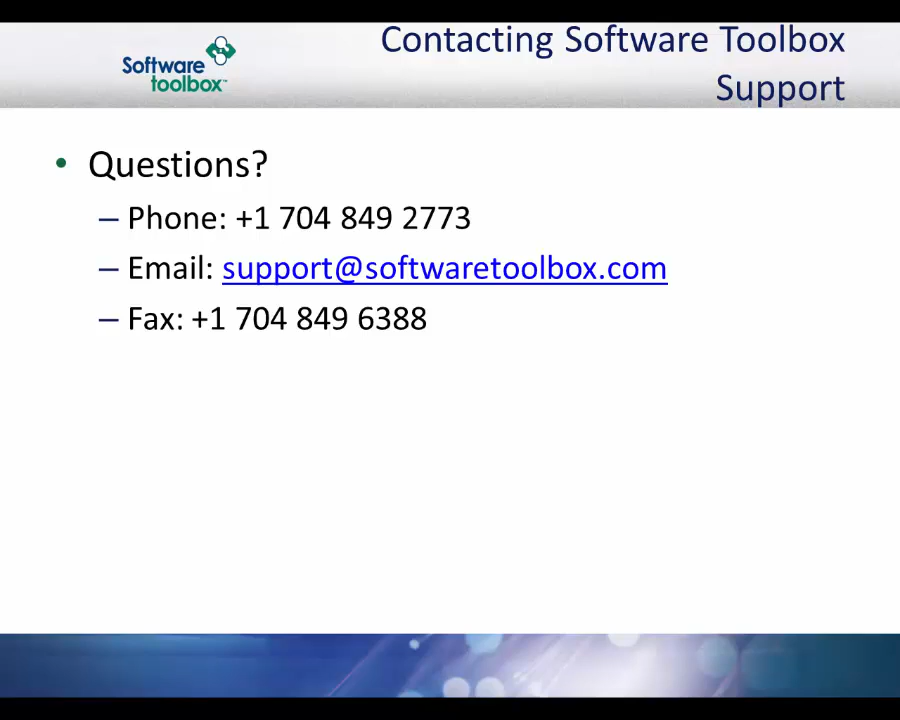 Software
toolbox™
Contacting Software Toolbox
Support
• Questions?
– Phone: +1 704 849 2773
– Email: support@softwaretoolbox.com
– Fax: +1 704 849 6388